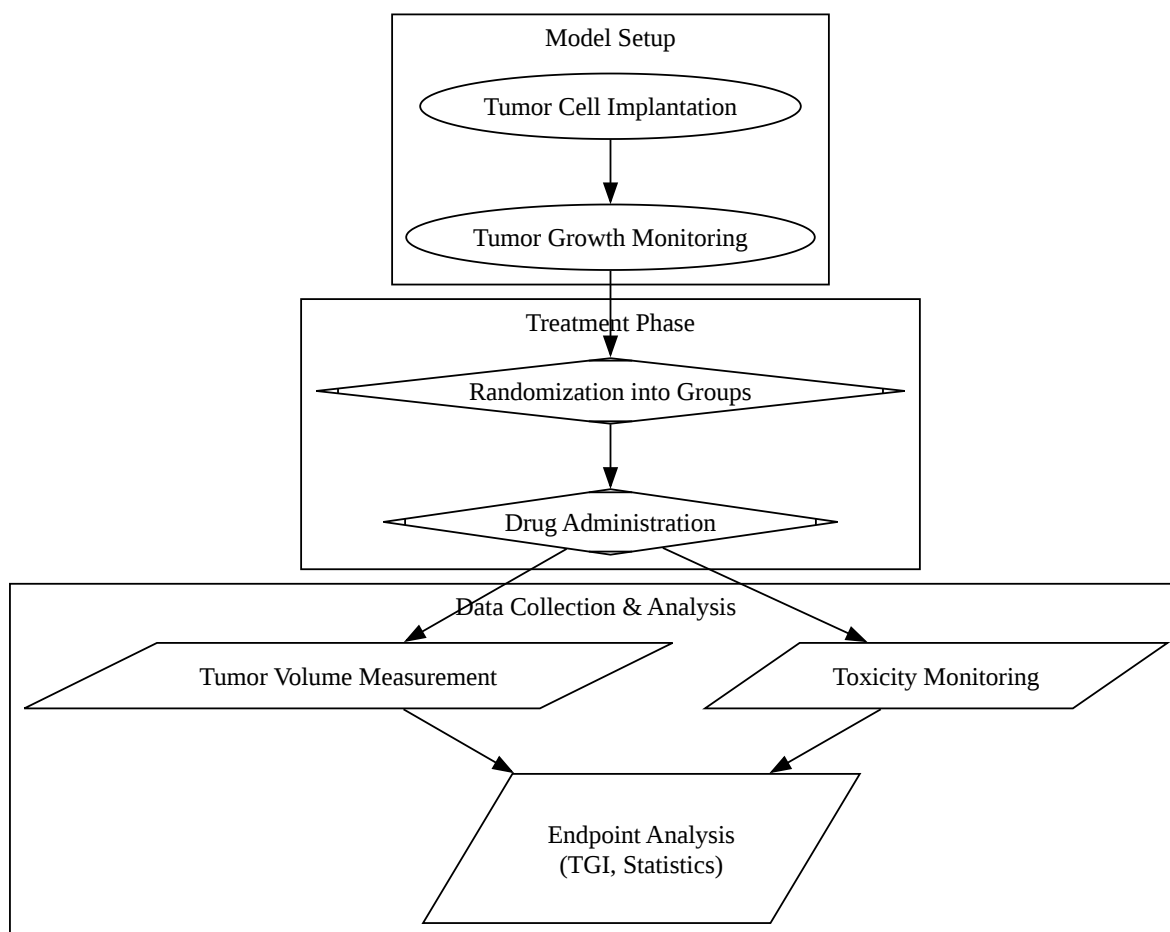 Model Setup
Tumor Cell Implantation
Tumor Growth Monitoring
Treatment Phase
Randomization into Groups
Drug Administration
Data Collection & Analysis
Tumor Volume Measurement
Toxicity Monitoring
Endpoint Analysis
(TGI, Statistics)